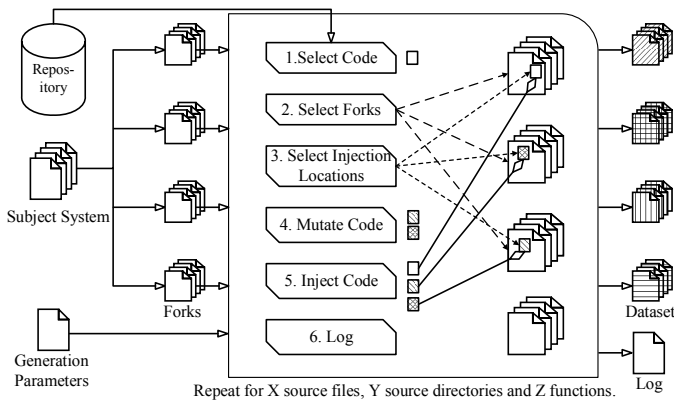 Repos-
itory
Subject System
Generation
Parameters
Forks
1.Select Code
2. Select Forks
3. Select Injection
Locations
4. Mutate Code
5. Inject Code
6. Log
Dataset
Log
Repeat for X source files, Y source directories and Z functions.